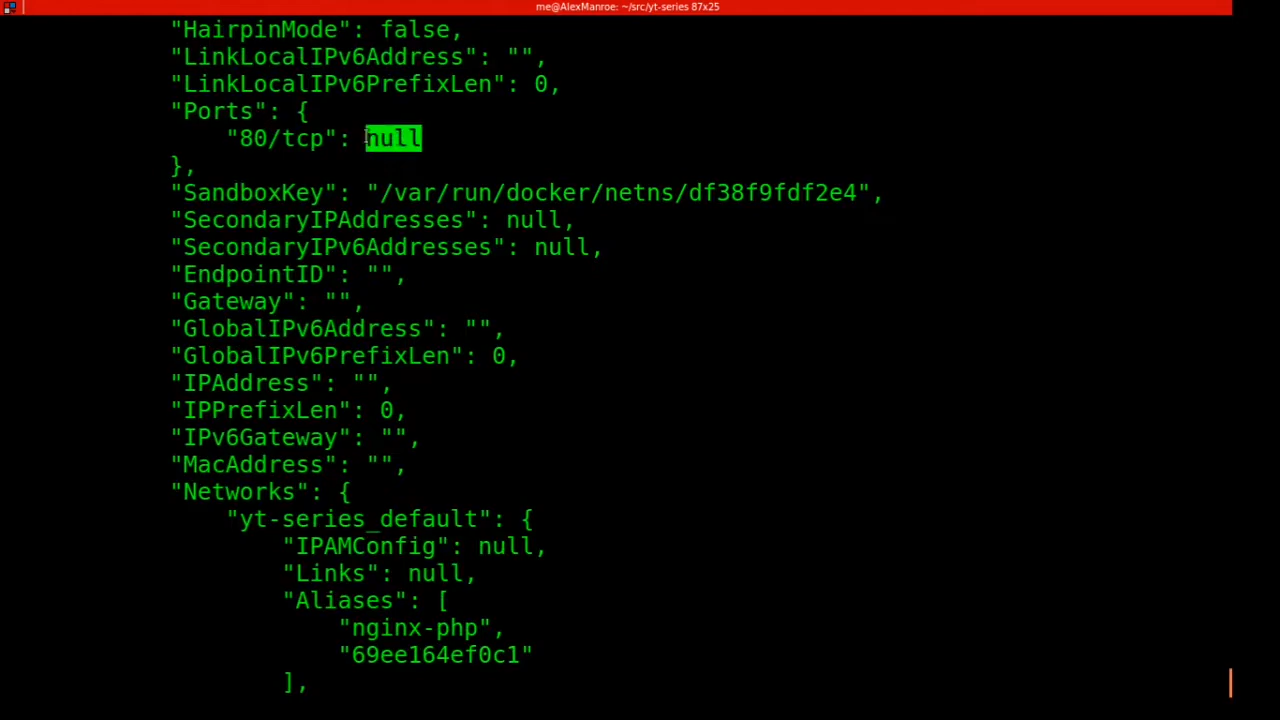 me@AlexManroe: ~/src/yt-series 87x25
"HairpinMode": false,
"LinkLocalIPv6Address": "",
"LinkLocalIPv6PrefixLen": 0,
"Ports": {
"80/tcp": null
},
"SandboxKey": "/var/run/docker/netns/df38f9fdf2e4",
"SecondaryIPAddresses": null,
"SecondaryIPv6Addresses": null,
"EndpointID": "",
"Gateway": "",
"GlobalIPv6Address": "",
"GlobalIPv6PrefixLen": 0,
"IPAddress": "",
"IPPrefixLen": 0,
"IPv6Gateway": "",
"MacAddress": "",
"Networks": {
"yt-series_default": {
"IPAMConfig": null,
"Links": null,
"Aliases": [
"nginx-php",
"69ee164ef0c1"
],